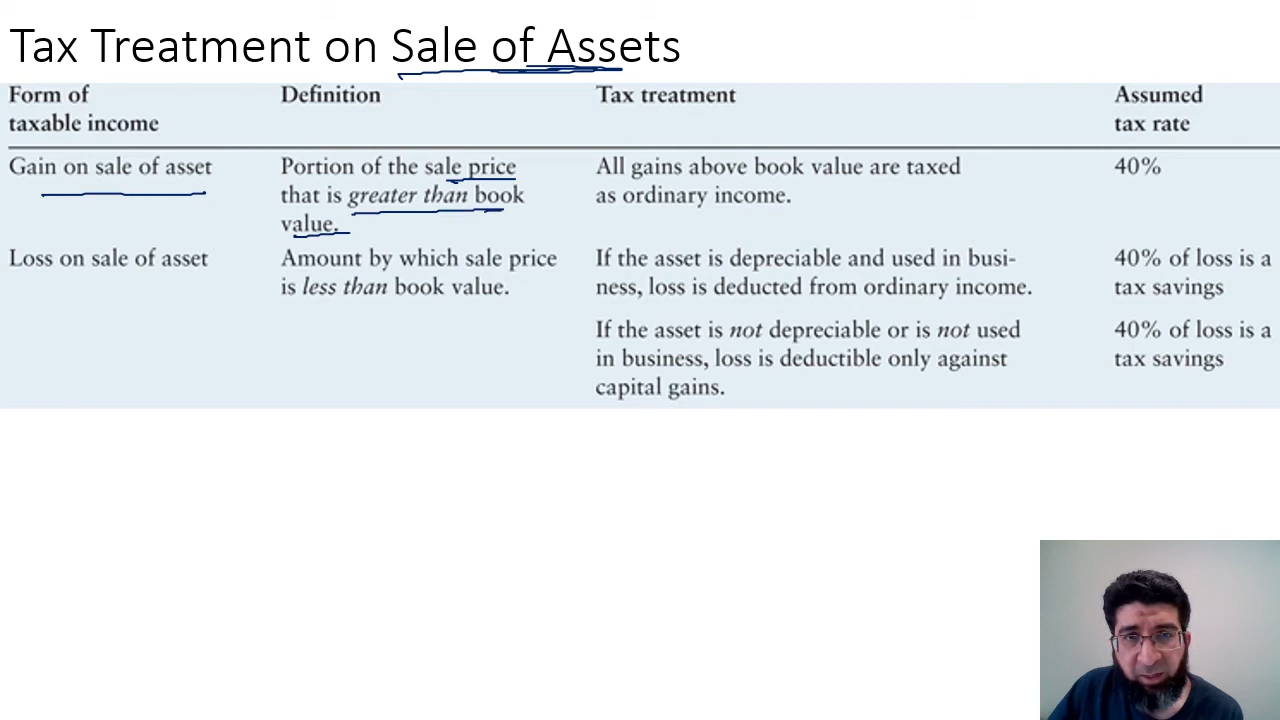 Tax Treatment on Sale of Assets
Form of
taxable income
Definition
Tax treatment
Assumed
tax rate
Gain on sale of asset
Portion of the sale price
that is greater than book
value.
All gains above book value are taxed
as ordinary income.
40%
Loss on sale of asset
Amount by which sale price
is less than book value.
If the asset is depreciable and used in busi-
ness, loss is deducted from ordinary income.
40% of loss is a
tax savings
If the asset is not depreciable or is not used
in business, loss is deductible only against
capital gains.
40% of loss is a
tax savings